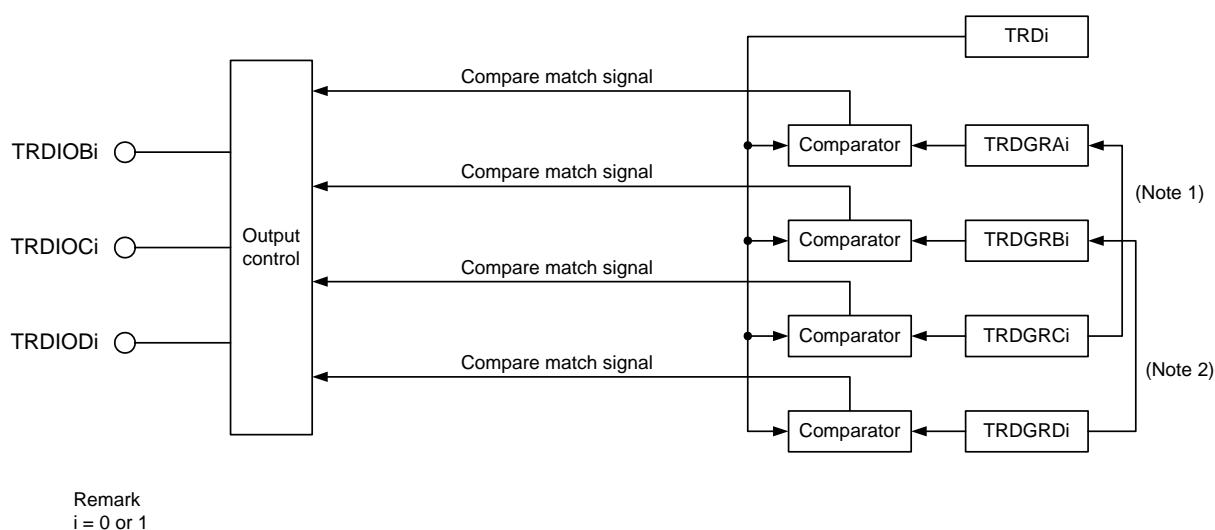 TRDi
Compare match signal
Comparator
TRDGRAi
TRDIOBi
(Note 1)
Compare match signal
Comparator
TRDGRBi
TRDIOCi
Output
control
Compare match signal
Comparator
TRDGRCi
TRDIODi
(Note 2)
Compare match signal
Comparator
TRDGRDi
Remark
i = 0 or 1